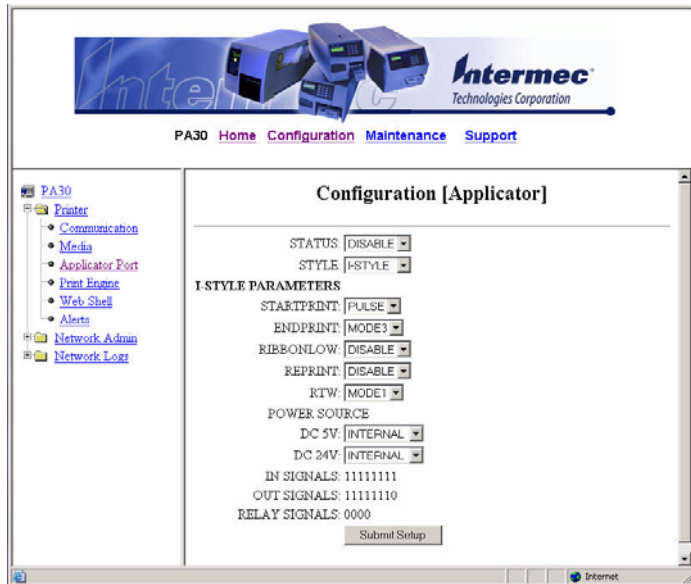 Intermec
Intermec
Technologies Corporation
PA30 Home Configuration Maintenance Support
PA30
Printer
Communication
Media
Applicator Port
Print Engine
Web Shell
Alerts
Network Admin
Network Logs
Configuration [Applicator]
STATUS: DISABLE
STYLE: I-STYLE
I-STYLE PARAMETERS
STARTPRINT: PULSE
ENDPRINT: MODE3
RIBBONLOW: DISABLE
REPRINT: DISABLE
RTW: MODE1
POWER SOURCE
DC 5V: INTERNAL
DC 24V: INTERNAL
IN SIGNALS: 11111111
OUT SIGNALS: 11111110
RELAY SIGNALS: 0000
Submit Setup
Internet